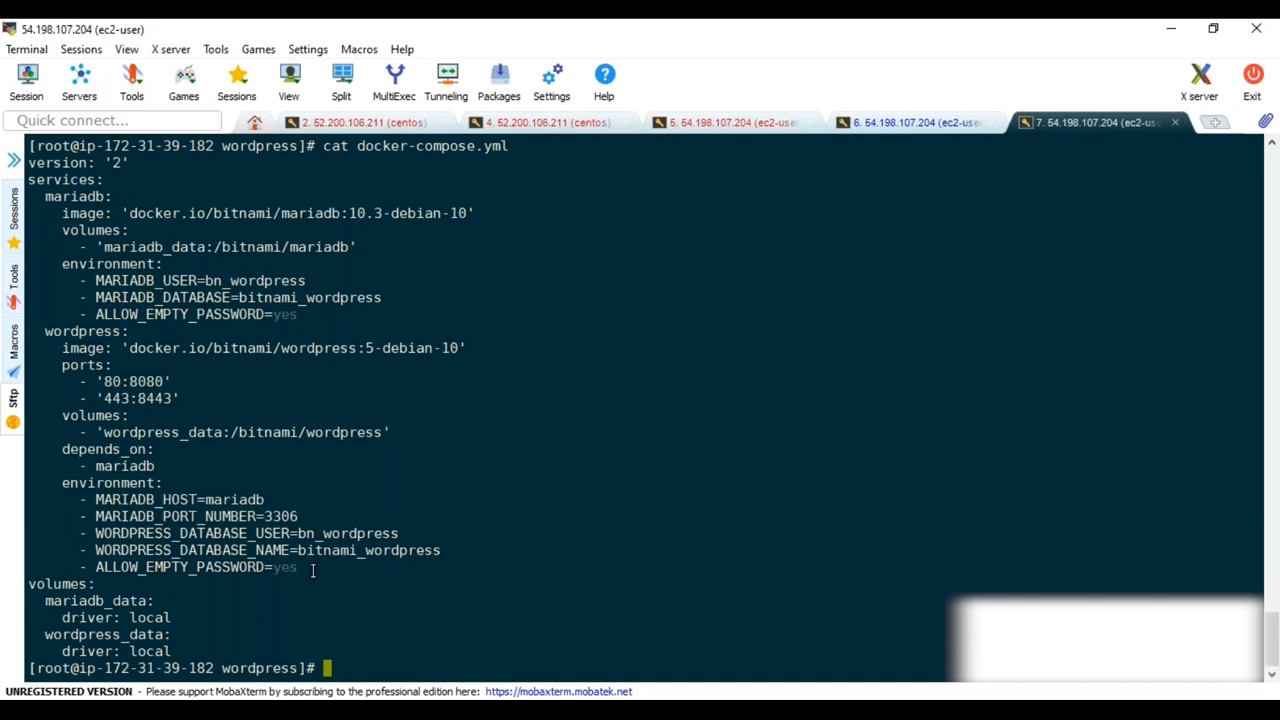 54.198.107.204 (ec2-user)
Terminal Sessions View X server Tools Games Settings Macros Help
Session Servers Tools Games Sessions View Split MultiExec Tunneling Packages Settings Help X server Exit
Quick connect... 2. 52.200.106.211 (centos) 4. 52.200.106.211 (centos) 5. 54.198.107.204 (ec2-use 6. 54.198.107.204 (ec2-use 7. 54.198.107.204 (ec2-us
Sessions
Tools
Macros
Sftp
[root@ip-172-31-39-182 wordpress]# cat docker-compose.yml
version: '2'
services:
  mariadb:
    image: 'docker.io/bitnami/mariadb:10.3-debian-10'
    volumes:
      - 'mariadb_data:/bitnami/mariadb'
    environment:
      - MARIADB_USER=bn_wordpress
      - MARIADB_DATABASE=bitnami_wordpress
      - ALLOW_EMPTY_PASSWORD=yes
  wordpress:
    image: 'docker.io/bitnami/wordpress:5-debian-10'
    ports:
      - '80:8080'
      - '443:8443'
    volumes:
      - 'wordpress_data:/bitnami/wordpress'
    depends_on:
      - mariadb
    environment:
      - MARIADB_HOST=mariadb
      - MARIADB_PORT_NUMBER=3306
      - WORDPRESS_DATABASE_USER=bn_wordpress
      - WORDPRESS_DATABASE_NAME=bitnami_wordpress
      - ALLOW_EMPTY_PASSWORD=yes
volumes:
  mariadb_data:
    driver: local
  wordpress_data:
    driver: local
[root@ip-172-31-39-182 wordpress]#
UNREGISTERED VERSION - Please support MobaXterm by subscribing to the professional edition here: https://mobaxterm.mobatek.net